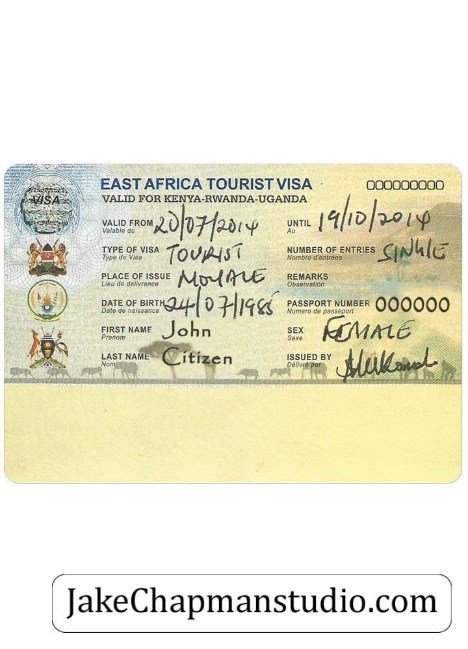 VISA
EAST AFRICA TOURIST VISA 000000000
VALID FOR KENYA-RWANDA-UGANDA
VALID FROM 20/07/2014 UNTIL 19/10/2014
Valable du Au
TYPE OF VISA TOURIST NUMBER OF ENTRIES SINGLE
Type de Visa Nombre d'entrees
PLACE OF ISSUE MOYALE REMARKS
Lieu de delivrance Observation
DATE OF BIRTH 24/07/1985 PASSPORT NUMBER 000000
Date de naissance Numero de passeport
FIRST NAME John SEX FEMALE
Prenom Sexe
LAST NAME Citizen ISSUED BY
Nom Délivré par
JakeChapmanstudio.com